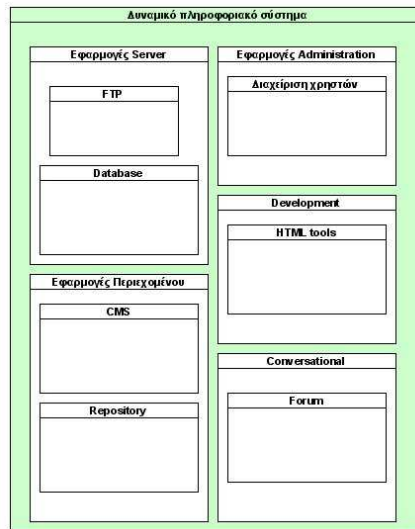 Δυναμικό πληροφοριακό σύστημα
Εφαρμογές Server
FTP
Database
Εφαρμογές Περιεχομένου
CMS
Repository
Εφαρμογές Administration
Διαχείριση χρηστών
Development
HTML tools
Conversational
Forum